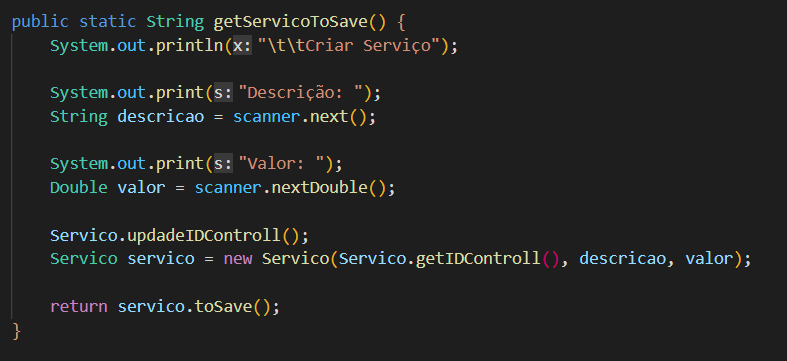 public static String getServicoToSave() {
System.out.println(x: "\t\tCriar Serviço");
System.out.print(s: "Descrição: ");
String descricao = scanner.next();
System.out.print(s: "Valor: ");
Double valor = scanner.nextDouble();
Servico.updadeIDControll();
Servico servico = new Servico(Servico.getIDControll(), descricao, valor);
return servico.toSave();
}